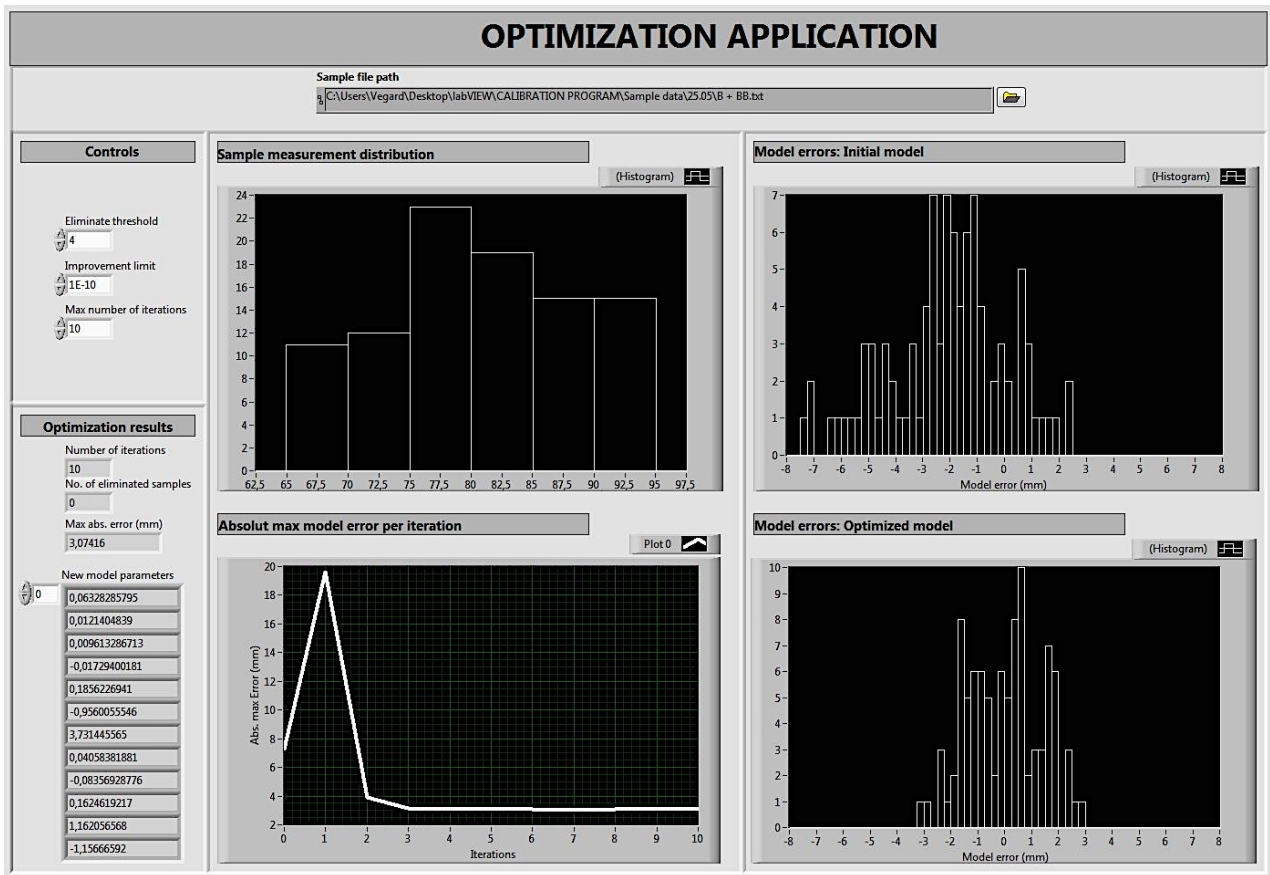 OPTIMIZATION APPLICATION
Sample file path
C:\Users\Vegard\Desktop\labVIEW\CALIBRATION PROGRAM\Sample data\25.05\B + BB.txt
Controls
Eliminate threshold
4
Improvement limit
1E-10
Max number of iterations
10
Optimization results
Number of iterations
10
No. of eliminated samples
0
Max abs. error (mm)
3,07416
New model parameters
0
0,06328285795
0,0121404839
0,009613286713
-0,01729400181
0,1856226941
-0,9560055546
3,731445565
0,04058381881
-0,08356928776
0,1624619217
1,162056568
-1,15666592
Sample measurement distribution
(Histogram)
24
22
20
18
16
14
12
10
8
6
4
2
0
62,5 65 67,5 70 72,5 75 77,5 80 82,5 85 87,5 90 92,5 95 97,5
Absolut max model error per iteration
Plot 0
Abs. max Error (mm)
20
18
16
14
12
10
8
6
4
2
0 1 2 3 4 5 6 7 8 9 10
Iterations
Model errors: Initial model
(Histogram)
7
6
5
4
3
2
1
0
-8 -7 -6 -5 -4 -3 -2 -1 0 1 2 3 4 5 6 7 8
Model error (mm)
Model errors: Optimized model
(Histogram)
10
9
8
7
6
5
4
3
2
1
0
-8 -7 -6 -5 -4 -3 -2 -1 0 1 2 3 4 5 6 7 8
Model error (mm)